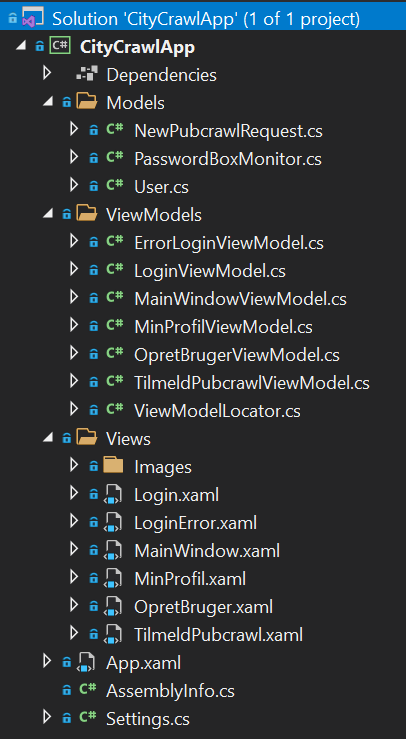 Solution 'CityCrawlApp' (1 of 1 project)
C# CityCrawlApp
Dependencies
Models
C# NewPubcrawlRequest.cs
C# PasswordBoxMonitor.cs
C# User.cs
ViewModels
C# ErrorLoginViewModel.cs
C# LoginViewModel.cs
C# MainWindowViewModel.cs
C# MinProfilViewModel.cs
C# OpretBrugerViewModel.cs
C# TilmeldPubcrawlViewModel.cs
C# ViewModelLocator.cs
Views
Images
Login.xaml
LoginError.xaml
MainWindow.xaml
MinProfil.xaml
OpretBruger.xaml
TilmeldPubcrawl.xaml
App.xaml
C# AssemblyInfo.cs
C# Settings.cs